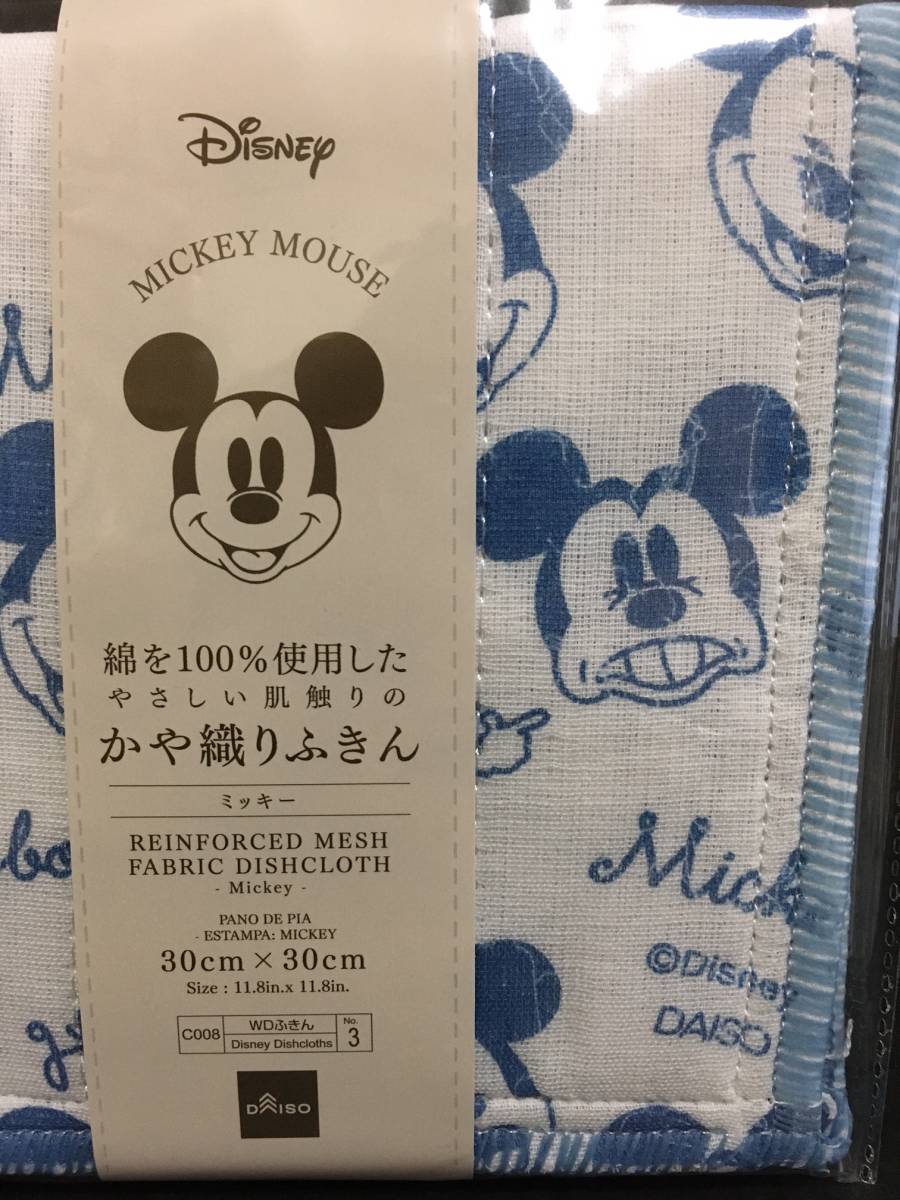 Disney
MICKEY MOUSE
綿を100%使用した
やさしい肌触りの
かや織りふきん
ミッキー
REINFORCED MESH
FABRIC DISHCLOTH
- Mickey -
PANO DE PIA
- ESTAMPA: MICKEY
30cm × 30cm
Size : 11.8in.x 11.8in.
C008
WDふきん
Disney Dishcloths
No.
3
DAISO
Mick
©Disney
DAISO